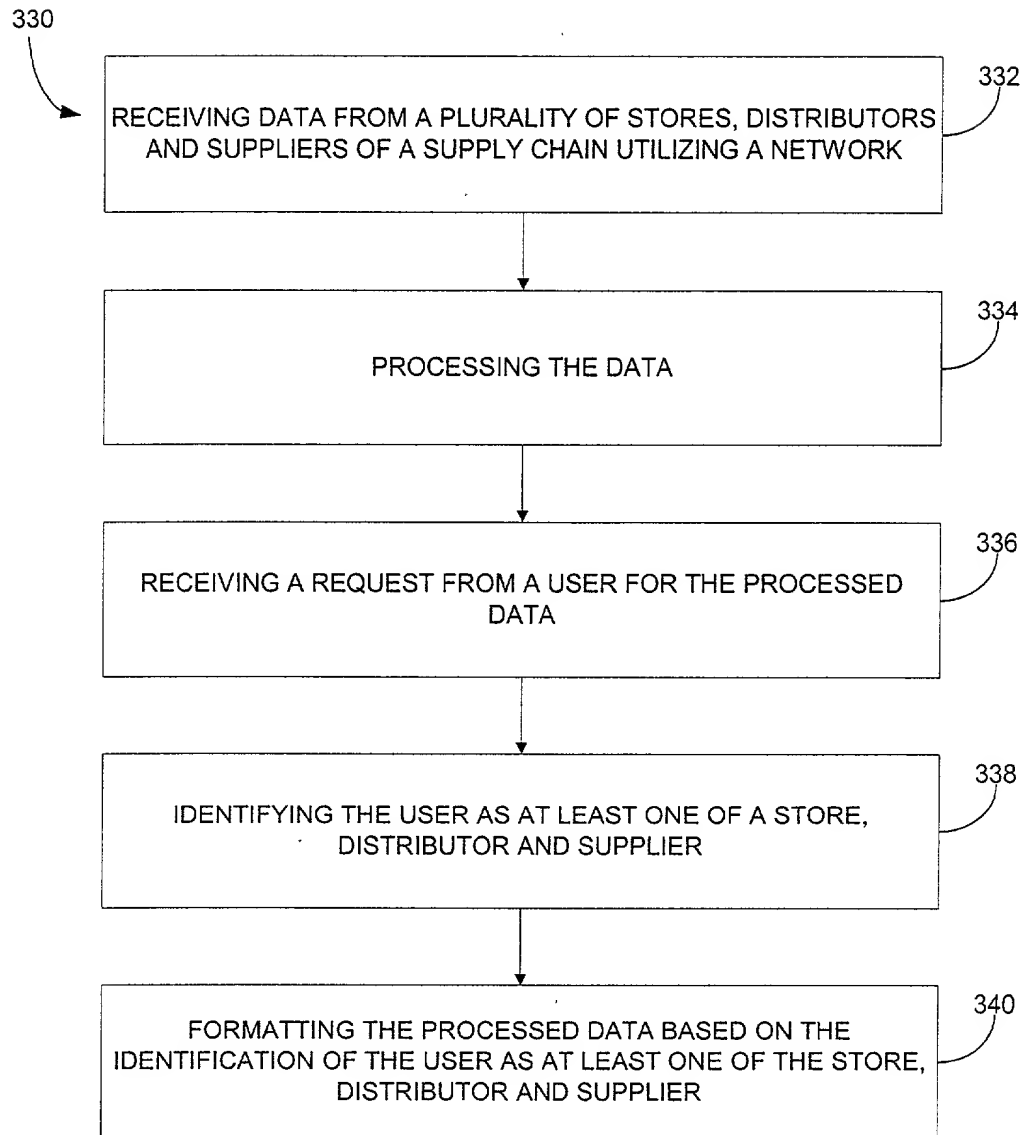 330
332
RECEIVING DATA FROM A PLURALITY OF STORES, DISTRIBUTORS
AND SUPPLIERS OF A SUPPLY CHAIN UTILIZING A NETWORK
334
PROCESSING THE DATA
336
RECEIVING A REQUEST FROM A USER FOR THE PROCESSED
DATA
338
IDENTIFYING THE USER AS AT LEAST ONE OF A STORE,
DISTRIBUTOR AND SUPPLIER
340
FORMATTING THE PROCESSED DATA BASED ON THE
IDENTIFICATION OF THE USER AS AT LEAST ONE OF THE STORE,
DISTRIBUTOR AND SUPPLIER